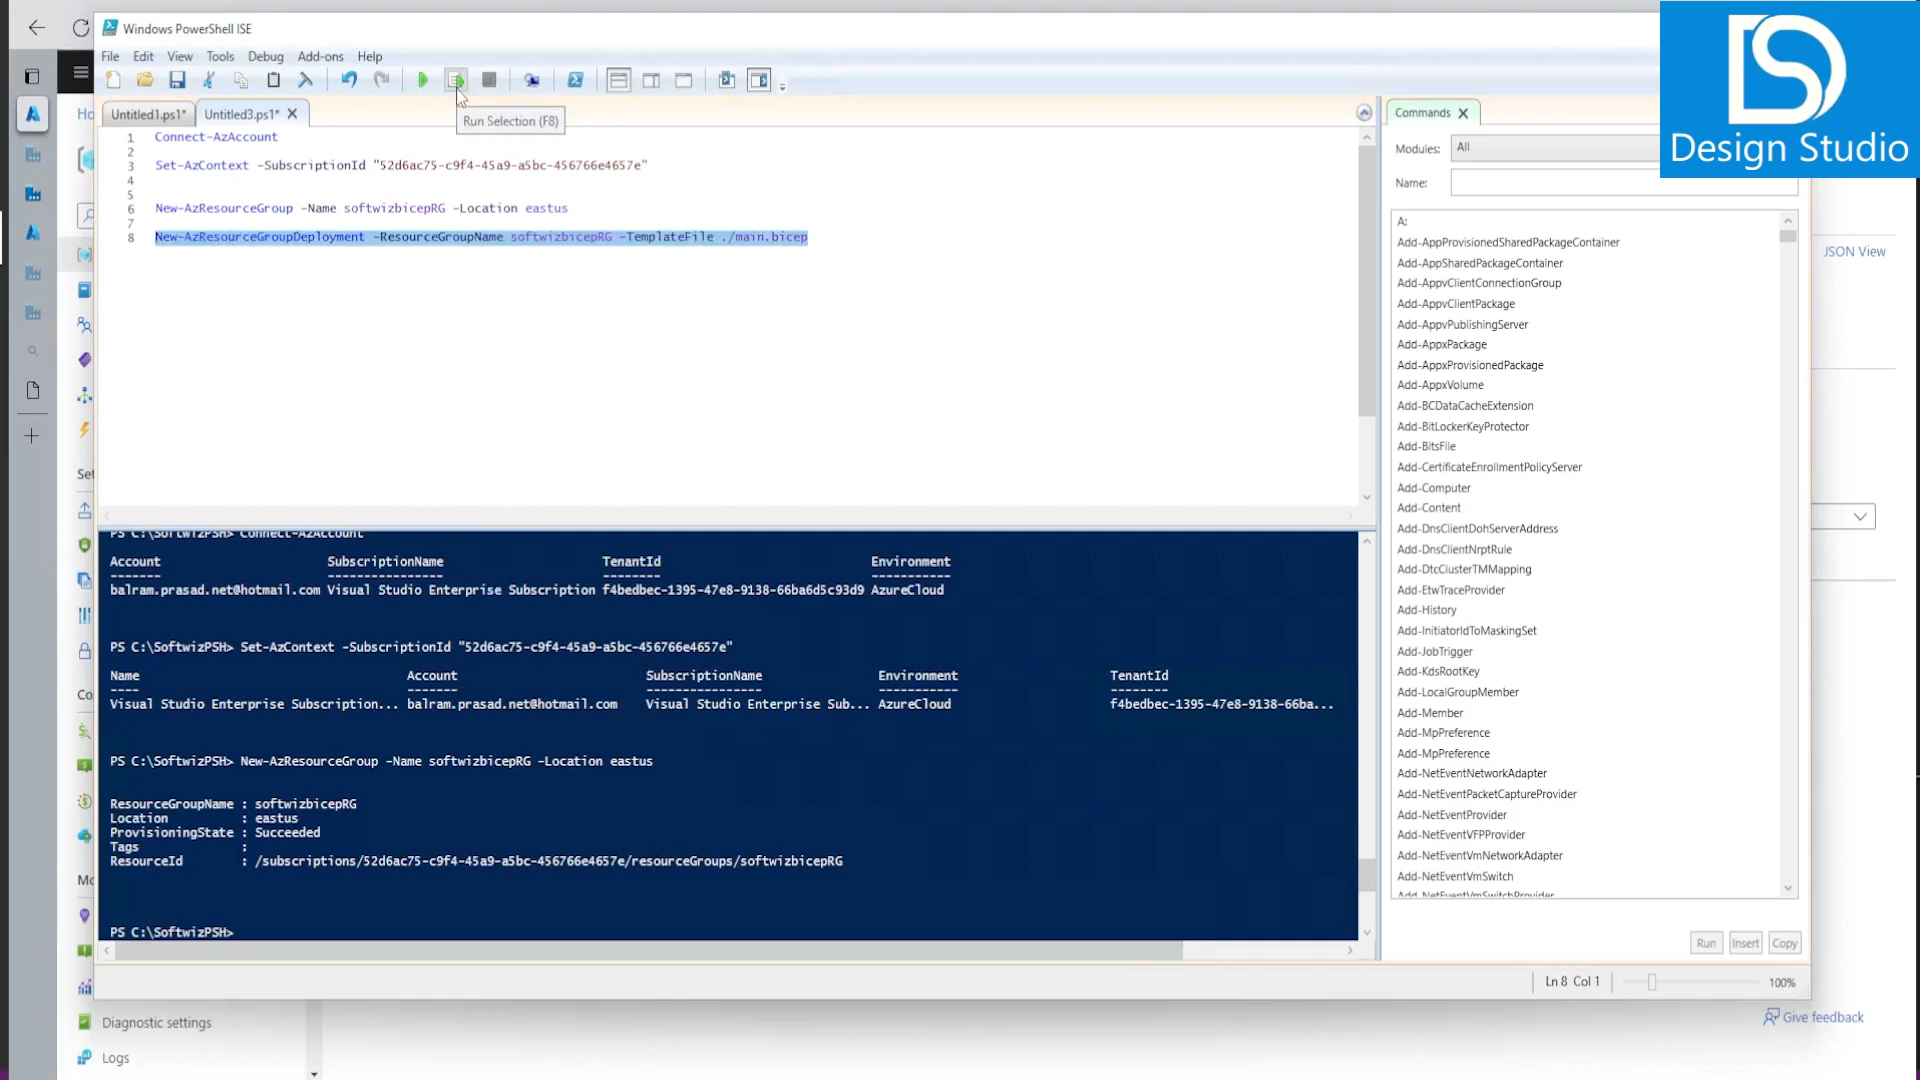 Windows PowerShell ISE
File Edit View Tools Debug Add-ons Help
Untitled1.ps1* Untitled3.ps1*
Run Selection (F8)
1 Connect-AzAccount
2
3 Set-AzContext -SubscriptionId "52d6ac75-c9f4-45a9-a5bc-456766e4657e"
4
5
6 New-AzResourceGroup -Name softwizbicepRG -Location eastus
7
8 New-AzResourceGroupDeployment -ResourceGroupName softwizbicepRG -TemplateFile ./main.bicep
PS C:\SoftwizPSH> Connect-AzAccount
Account SubscriptionName TenantId Environment
------- ---------------- -------- -----------
balram.prasad.net@hotmail.com Visual Studio Enterprise Subscription f4bedbec-1395-47e8-9138-66ba6d5c93d9 AzureCloud
PS C:\SoftwizPSH> Set-AzContext -SubscriptionId "52d6ac75-c9f4-45a9-a5bc-456766e4657e"
Name Account SubscriptionName Environment TenantId
---- ------- ---------------- ----------- --------
Visual Studio Enterprise Subscription... balram.prasad.net@hotmail.com Visual Studio Enterprise Sub... AzureCloud f4bedbec-1395-47e8-9138-66ba...
PS C:\SoftwizPSH> New-AzResourceGroup -Name softwizbicepRG -Location eastus
ResourceGroupName : softwizbicepRG
Location : eastus
ProvisioningState : Succeeded
Tags :
ResourceId : /subscriptions/52d6ac75-c9f4-45a9-a5bc-456766e4657e/resourceGroups/softwizbicepRG
PS C:\SoftwizPSH>
Commands
Modules: All
Name:
A:
Add-AppProvisionedSharedPackageContainer
Add-AppSharedPackageContainer
Add-AppvClientConnectionGroup
Add-AppvClientPackage
Add-AppvPublishingServer
Add-AppxPackage
Add-AppxProvisionedPackage
Add-AppxVolume
Add-BCDataCacheExtension
Add-BitLockerKeyProtector
Add-BitsFile
Add-CertificateEnrollmentPolicyServer
Add-Computer
Add-Content
Add-DnsClientDohServerAddress
Add-DnsClientNrptRule
Add-DtcClusterTMMapping
Add-EtwTraceProvider
Add-History
Add-InitiatorIdToMaskingSet
Add-JobTrigger
Add-KdsRootKey
Add-LocalGroupMember
Add-Member
Add-MpPreference
Add-MpPreference
Add-NetEventNetworkAdapter
Add-NetEventPacketCaptureProvider
Add-NetEventProvider
Add-NetEventVFPProvider
Add-NetEventVmNetworkAdapter
Add-NetEventVmSwitch
Add-NetEventVmSwitchProvider
Run Insert Copy
Ln 8 Col 1 100%
DS
Design Studio
JSON View
Give feedback
Ho
Set
Co
Mo
Diagnostic settings
Logs